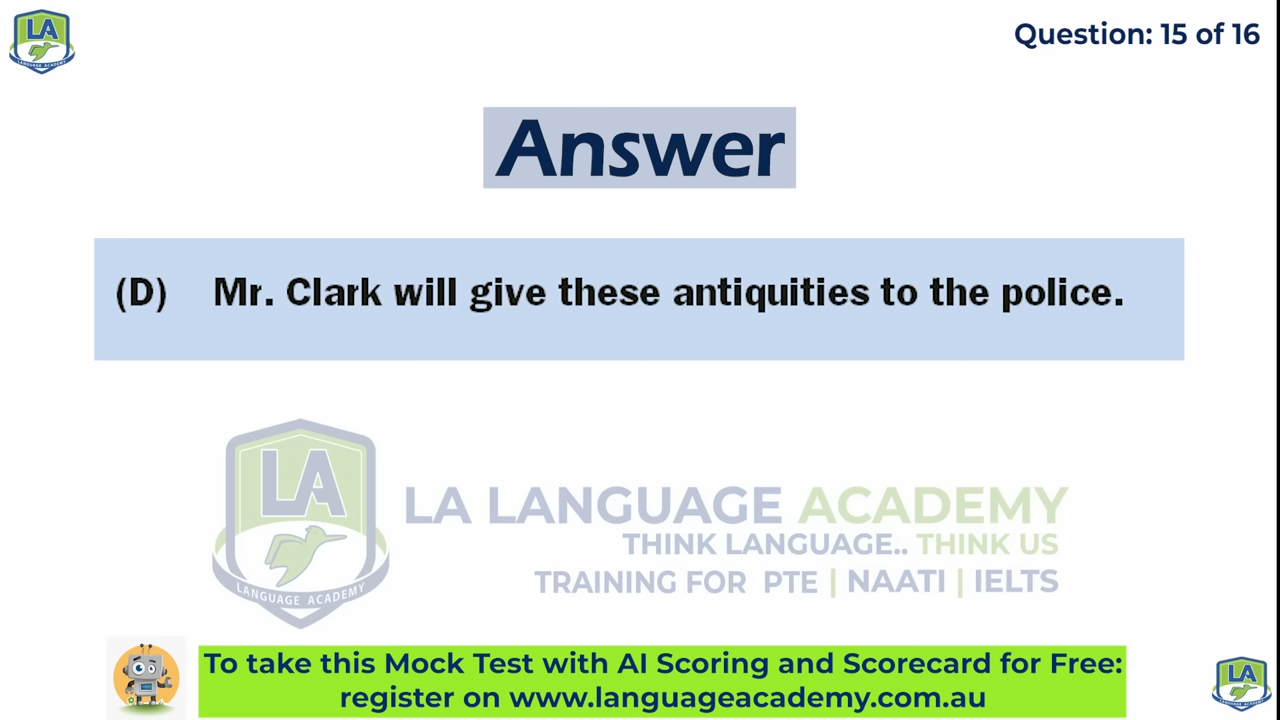 LA
LANGUAGE ACADEMY
Question: 15 of 16
Answer
(D) Mr. Clark will give these antiquities to the police.
LA
LANGUAGE ACADEMY
LA LANGUAGE ACADEMY
THINK LANGUAGE.. THINK US
TRAINING FOR PTE | NAATI | IELTS
To take this Mock Test with AI Scoring and Scorecard for Free:
register on www.languageacademy.com.au
LA
LANGUAGE ACADEMY